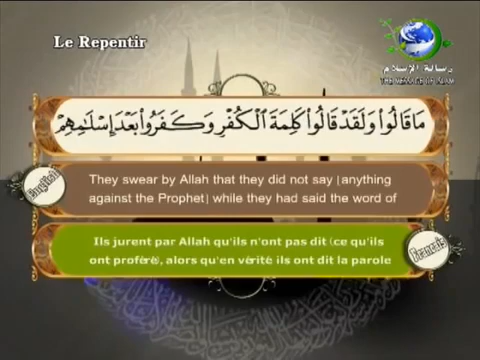 Le Repentir
رسالة الإسلام
THE MESSAGE OF ISLAM
مَا قَالُوا۟ وَلَقَدْ قَالُوا۟ كَلِمَةَ ٱلْكُفْرِ وَكَفَرُوا۟ بَعْدَ إِسْلَـٰمِهِمْ
English
They swear by Allah that they did not say [anything
against the Prophet] while they had said the word of
Ils jurent par Allah qu'ils n'ont pas dit (ce qu'ils
ont proféré), alors qu'en vérité ils ont dit la parole
Francais